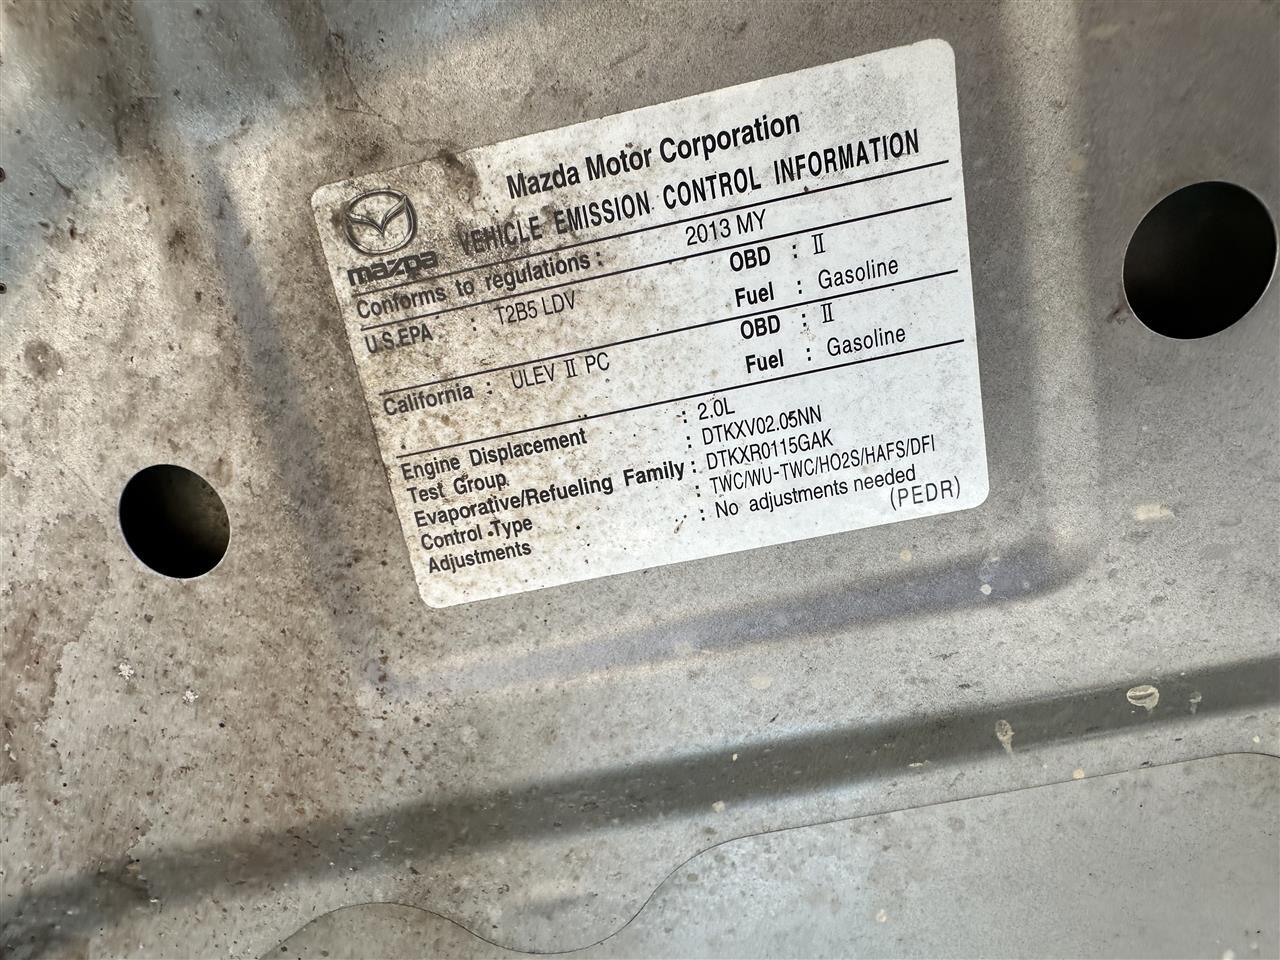 Mazda Motor Corporation
mazda
VEHICLE EMISSION CONTROL INFORMATION
Conforms to regulations : 2013 MY
U.S.EPA : T2B5 LDV OBD : II
Fuel : Gasoline
California : ULEV II PC OBD : II
Fuel : Gasoline
Engine Displacement : 2.0L
Test Group : DTKXV02.05NN
Evaporative/Refueling Family : DTKXR0115GAK
Control Type : TWC/WU-TWC/HO2S/HAFS/DFI
Adjustments : No adjustments needed
(PEDR)